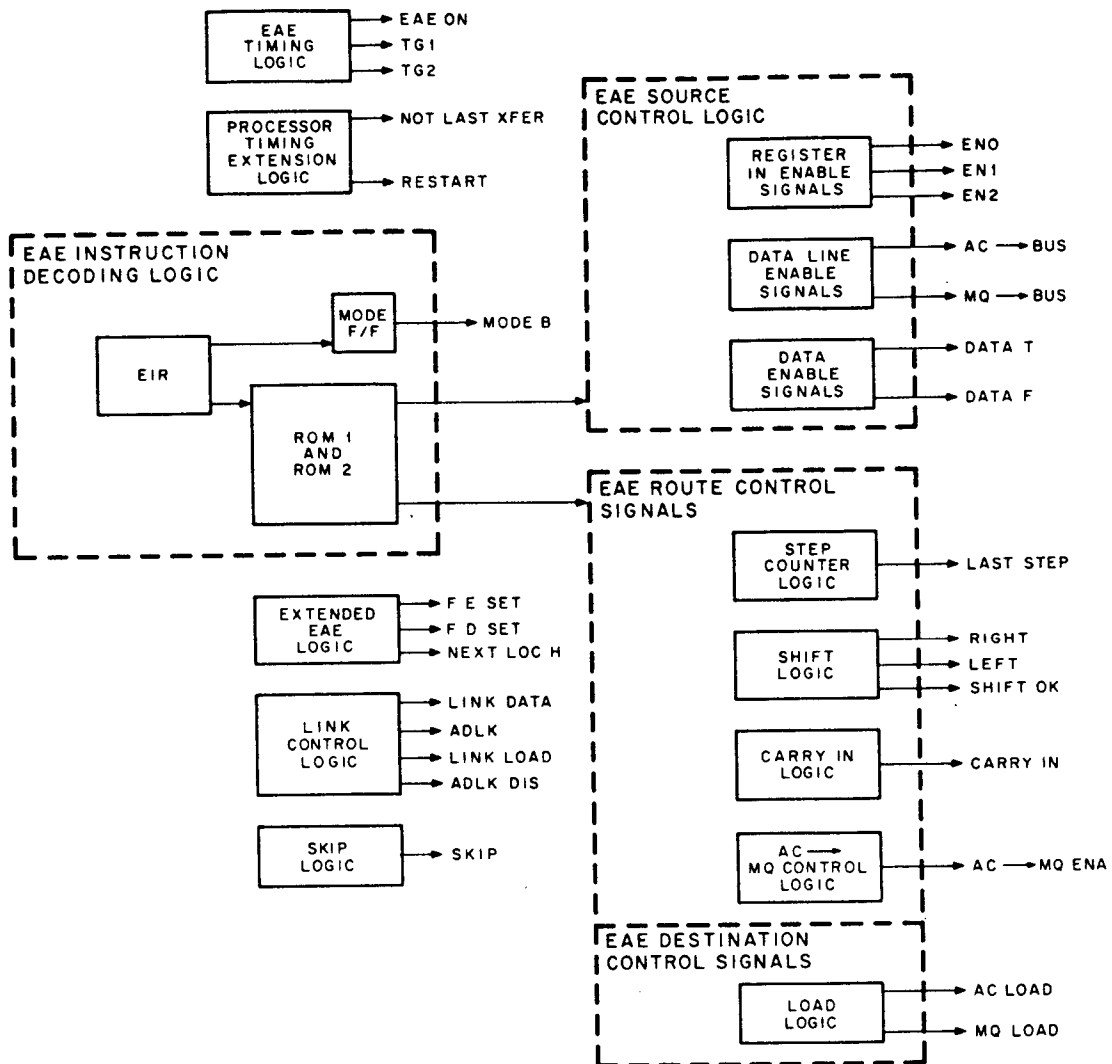 EAE
TIMING
LOGIC
EAE ON
TG1
TG2
PROCESSOR
TIMING
EXTENSION
LOGIC
NOT LAST XFER
RESTART
EAE INSTRUCTION
DECODING LOGIC
EIR
MODE
F/F
MODE B
ROM 1
AND
ROM 2
EXTENDED
EAE
LOGIC
F E SET
F D SET
NEXT LOC H
LINK
CONTROL
LOGIC
LINK DATA
ADLK
LINK LOAD
ADLK DIS
SKIP
LOGIC
SKIP
EAE SOURCE
CONTROL LOGIC
REGISTER
IN ENABLE
SIGNALS
EN0
EN1
EN2
DATA LINE
ENABLE
SIGNALS
AC → BUS
MQ → BUS
DATA
ENABLE
SIGNALS
DATA T
DATA F
EAE ROUTE CONTROL
SIGNALS
STEP
COUNTER
LOGIC
LAST STEP
SHIFT
LOGIC
RIGHT
LEFT
SHIFT OK
CARRY IN
LOGIC
CARRY IN
AC →
MQ CONTROL
LOGIC
AC → MQ ENA
EAE DESTINATION
CONTROL SIGNALS
LOAD
LOGIC
AC LOAD
MQ LOAD